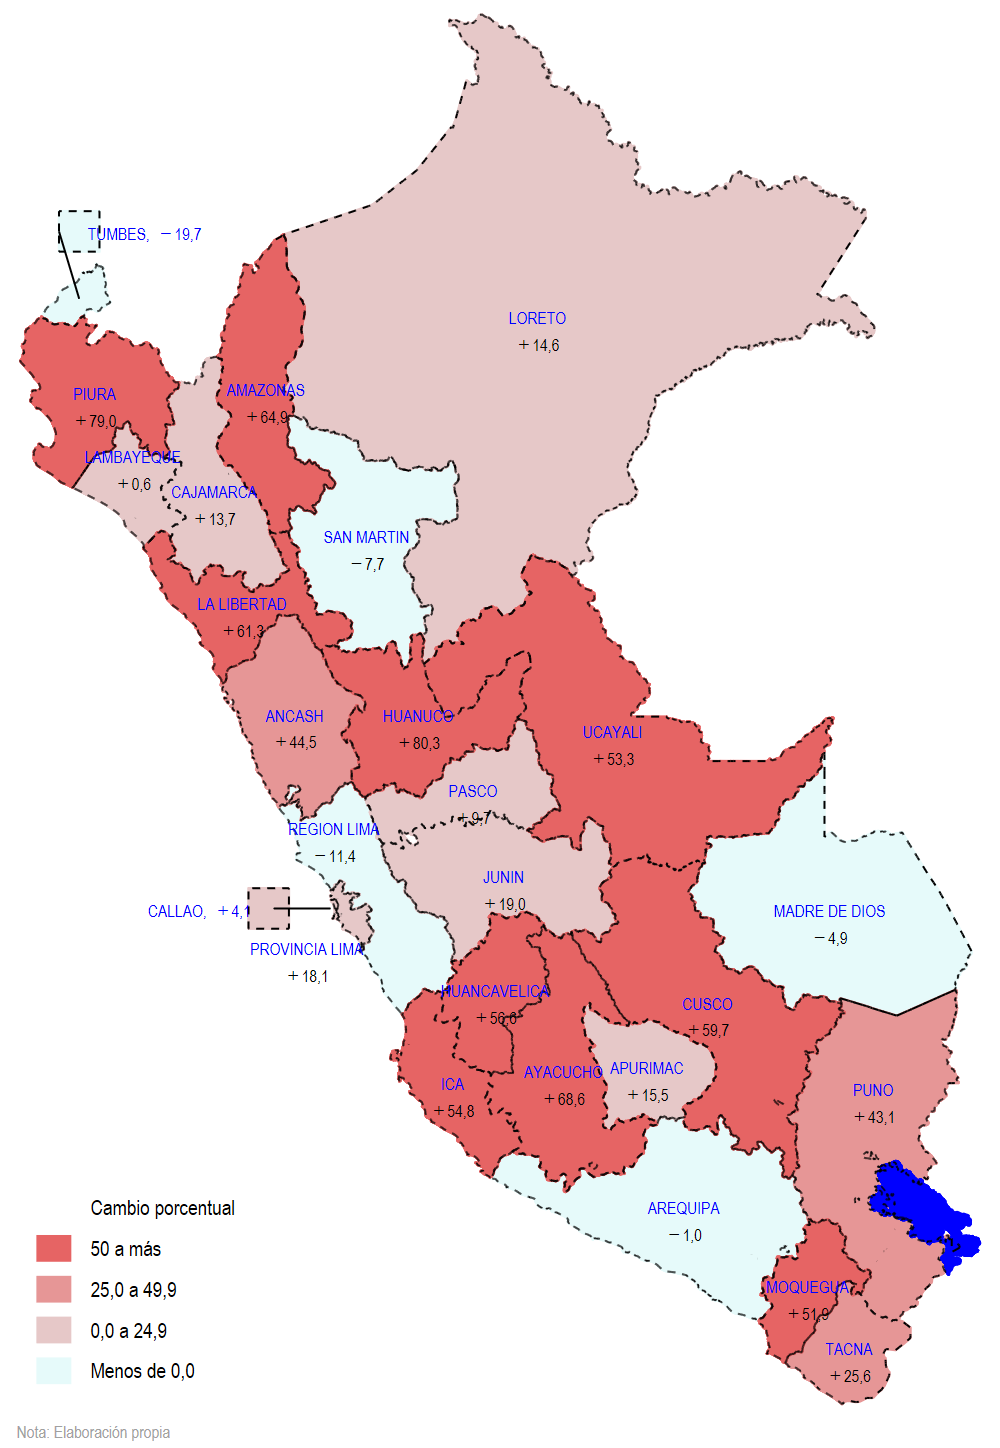 TUMBES, −19,7
LORETO
+14,6
PIURA
+79,0
AMAZONAS
+64,9
LAMBAYEQUE
+0,6
CAJAMARCA
+13,7
SAN MARTIN
−7,7
LA LIBERTAD
+61,3
ANCASH
+44,5
HUANUCO
+80,3
UCAYALI
+53,3
PASCO
+9,7
REGION LIMA
−11,4
JUNIN
+19,0
CALLAO, +4,1
MADRE DE DIOS
−4,9
PROVINCIA LIMA
+18,1
HUANCAVELICA
+56,6
CUSCO
+59,7
ICA
+54,8
AYACUCHO
+68,6
APURIMAC
+15,5
PUNO
+43,1
AREQUIPA
−1,0
MOQUEGUA
+51,9
TACNA
+25,6
Cambio porcentual
50 a más
25,0 a 49,9
0,0 a 24,9
Menos de 0,0
Nota: Elaboración propia